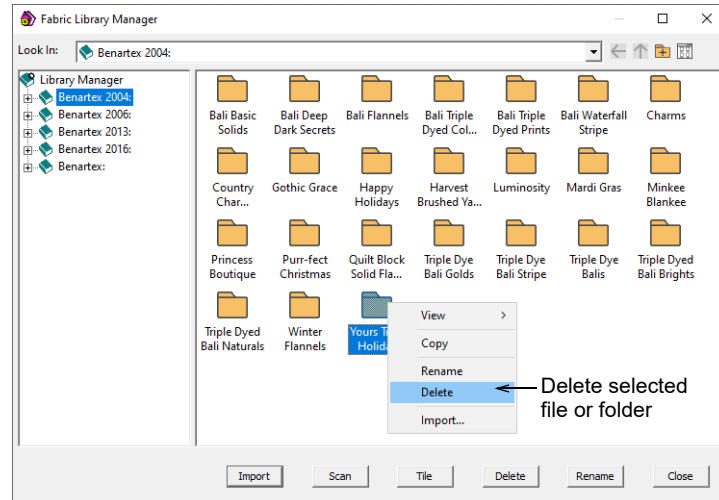 Fabric Library Manager
Look In: Benartex 2004:
Library Manager
Benartex 2004:
Benartex 2006:
Benartex 2013:
Benartex 2016:
Benartex:
Bali Basic Solids
Bali Deep Dark Secrets
Bali Flannels
Bali Triple Dyed Col...
Bali Triple Dyed Prints
Bali Waterfall Stripe
Charms
Country Char...
Gothic Grace
Happy Holidays
Harvest Brushed Ya...
Luminosity
Mardi Gras
Minkee Blankee
Princess Boutique
Purr-fect Christmas
Quilt Block Solid Fla...
Triple Dye Bali Golds
Triple Dye Bali Stripe
Triple Dye Balis
Triple Dyed Bali Brights
Triple Dyed Bali Naturals
Winter Flannels
Yours
View
Copy
Rename
Delete
Import...
Delete selected
file or folder
Import Scan Tile Delete Rename Close